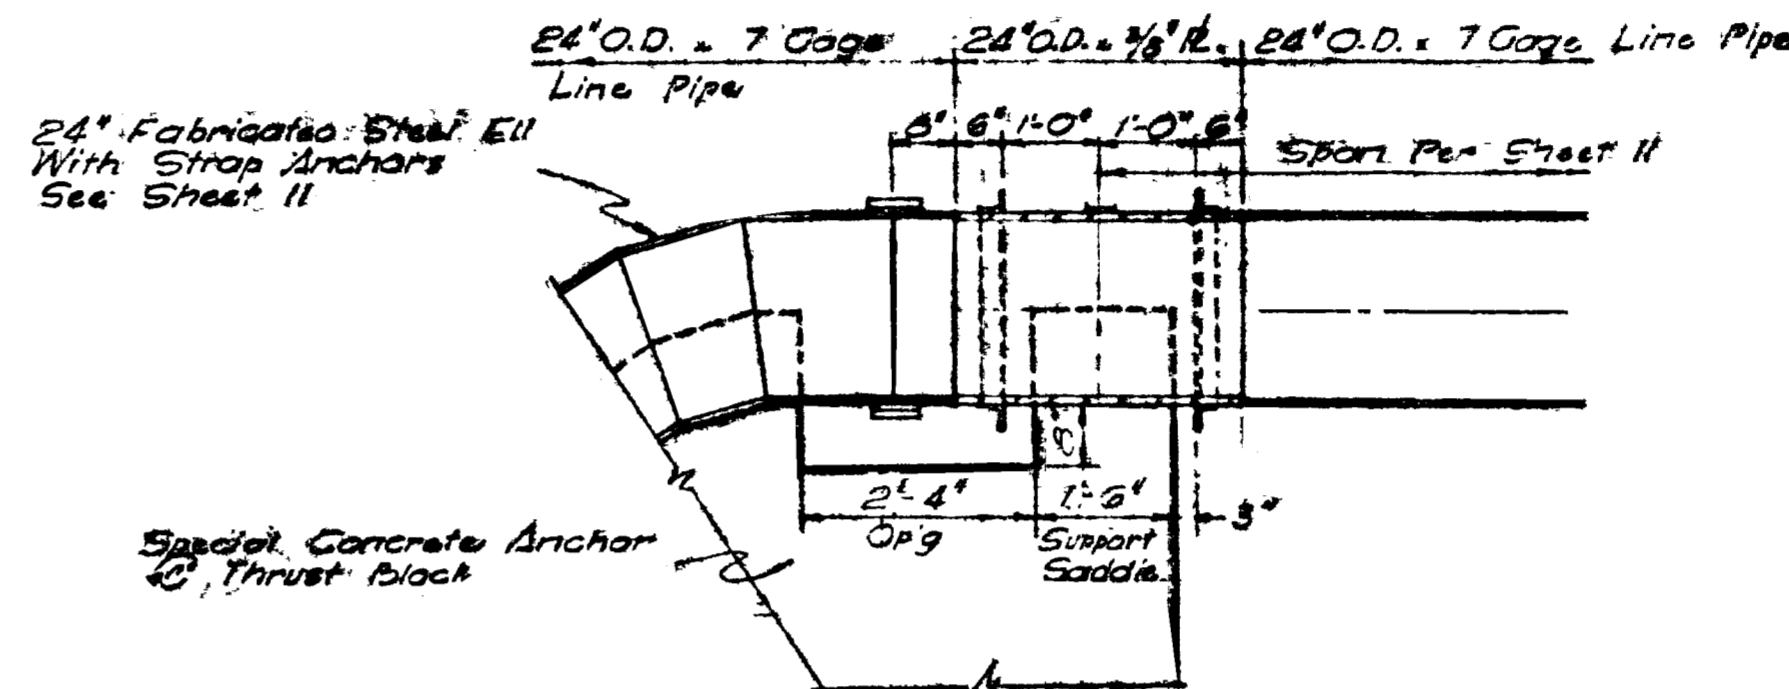 24" O.D. x 7 Gage
Line Pipe
24" O.D. x 3/8" PL.
24" O.D. x 7 Gage Line Pipe
24" Fabricated Steel Ell
With Strap Anchors
See Sheet 11
6" 1'-0" 1'-0" 6"
Span Per Sheet 11
8"
2'-4"
Op'g
1'-6"
Support
Saddle
3"
Special Concrete Anchor
"C", Thrust Block